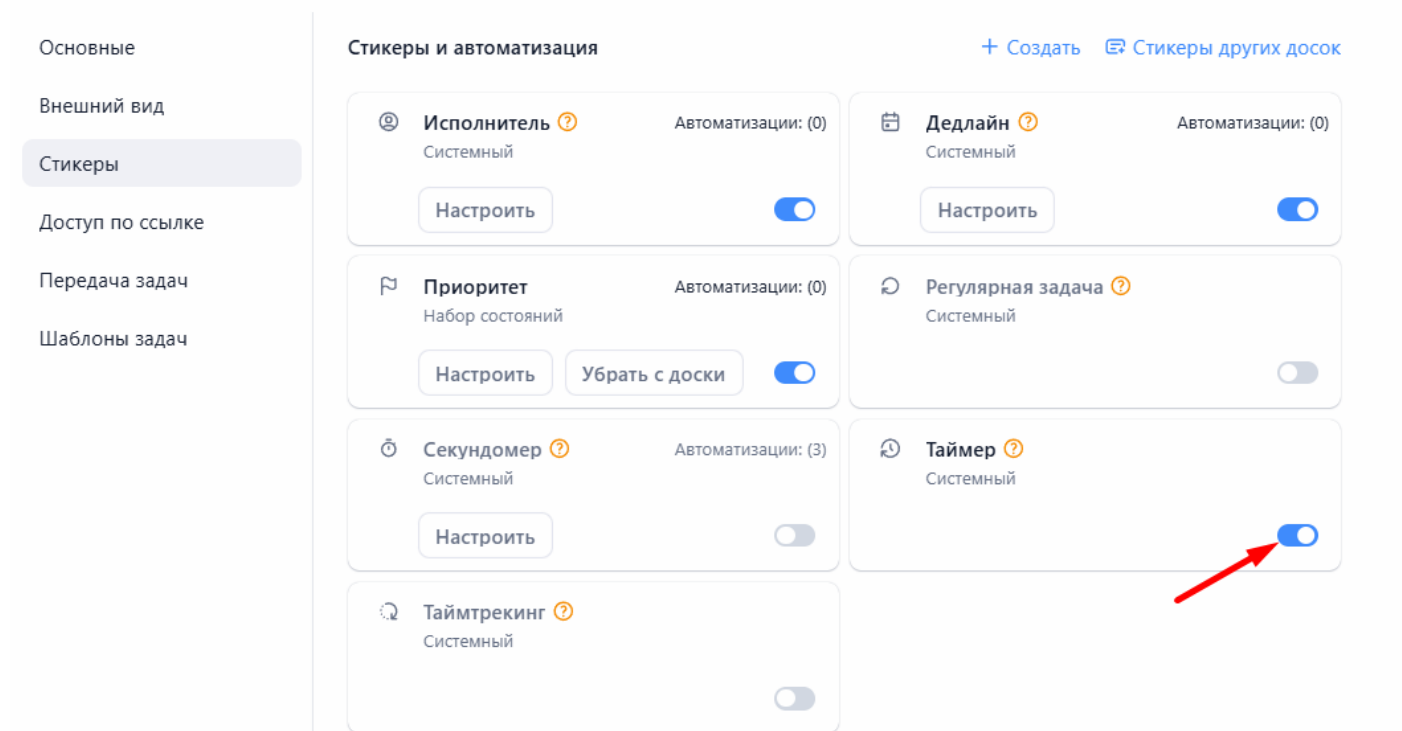 Основные
Внешний вид
Стикеры
Доступ по ссылке
Передача задач
Шаблоны задач
Стикеры и автоматизация
+ Создать
Стикеры других досок
Исполнитель
Автоматизации: (0)
Системный
Настроить
Дедлайн
Автоматизации: (0)
Системный
Настроить
Приоритет
Автоматизации: (0)
Набор состояний
Настроить
Убрать с доски
Регулярная задача
Системный
Секундомер
Автоматизации: (3)
Системный
Настроить
Таймер
Системный
Таймтрекинг
Системный